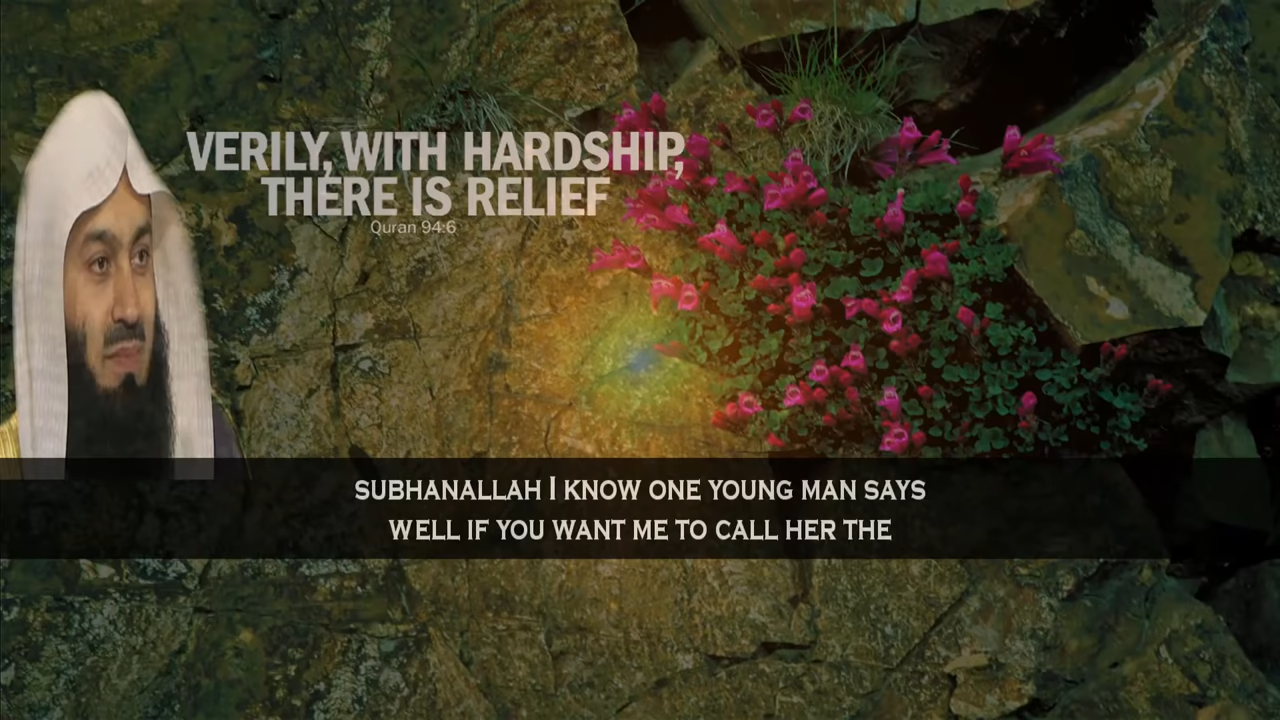 VERILY, WITH HARDSHIP,
THERE IS RELIEF
Quran 94:6
SUBHANALLAH I KNOW ONE YOUNG MAN SAYS
WELL IF YOU WANT ME TO CALL HER THE